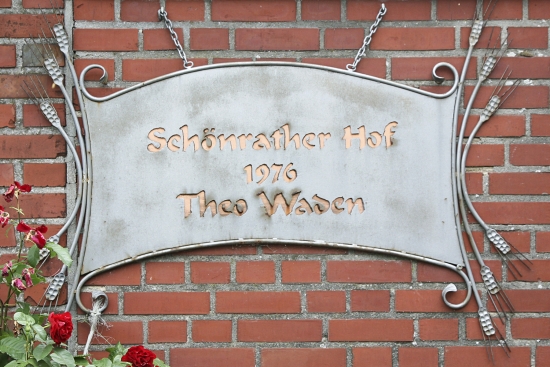 Schönrather Hof
1976
Theo Waden